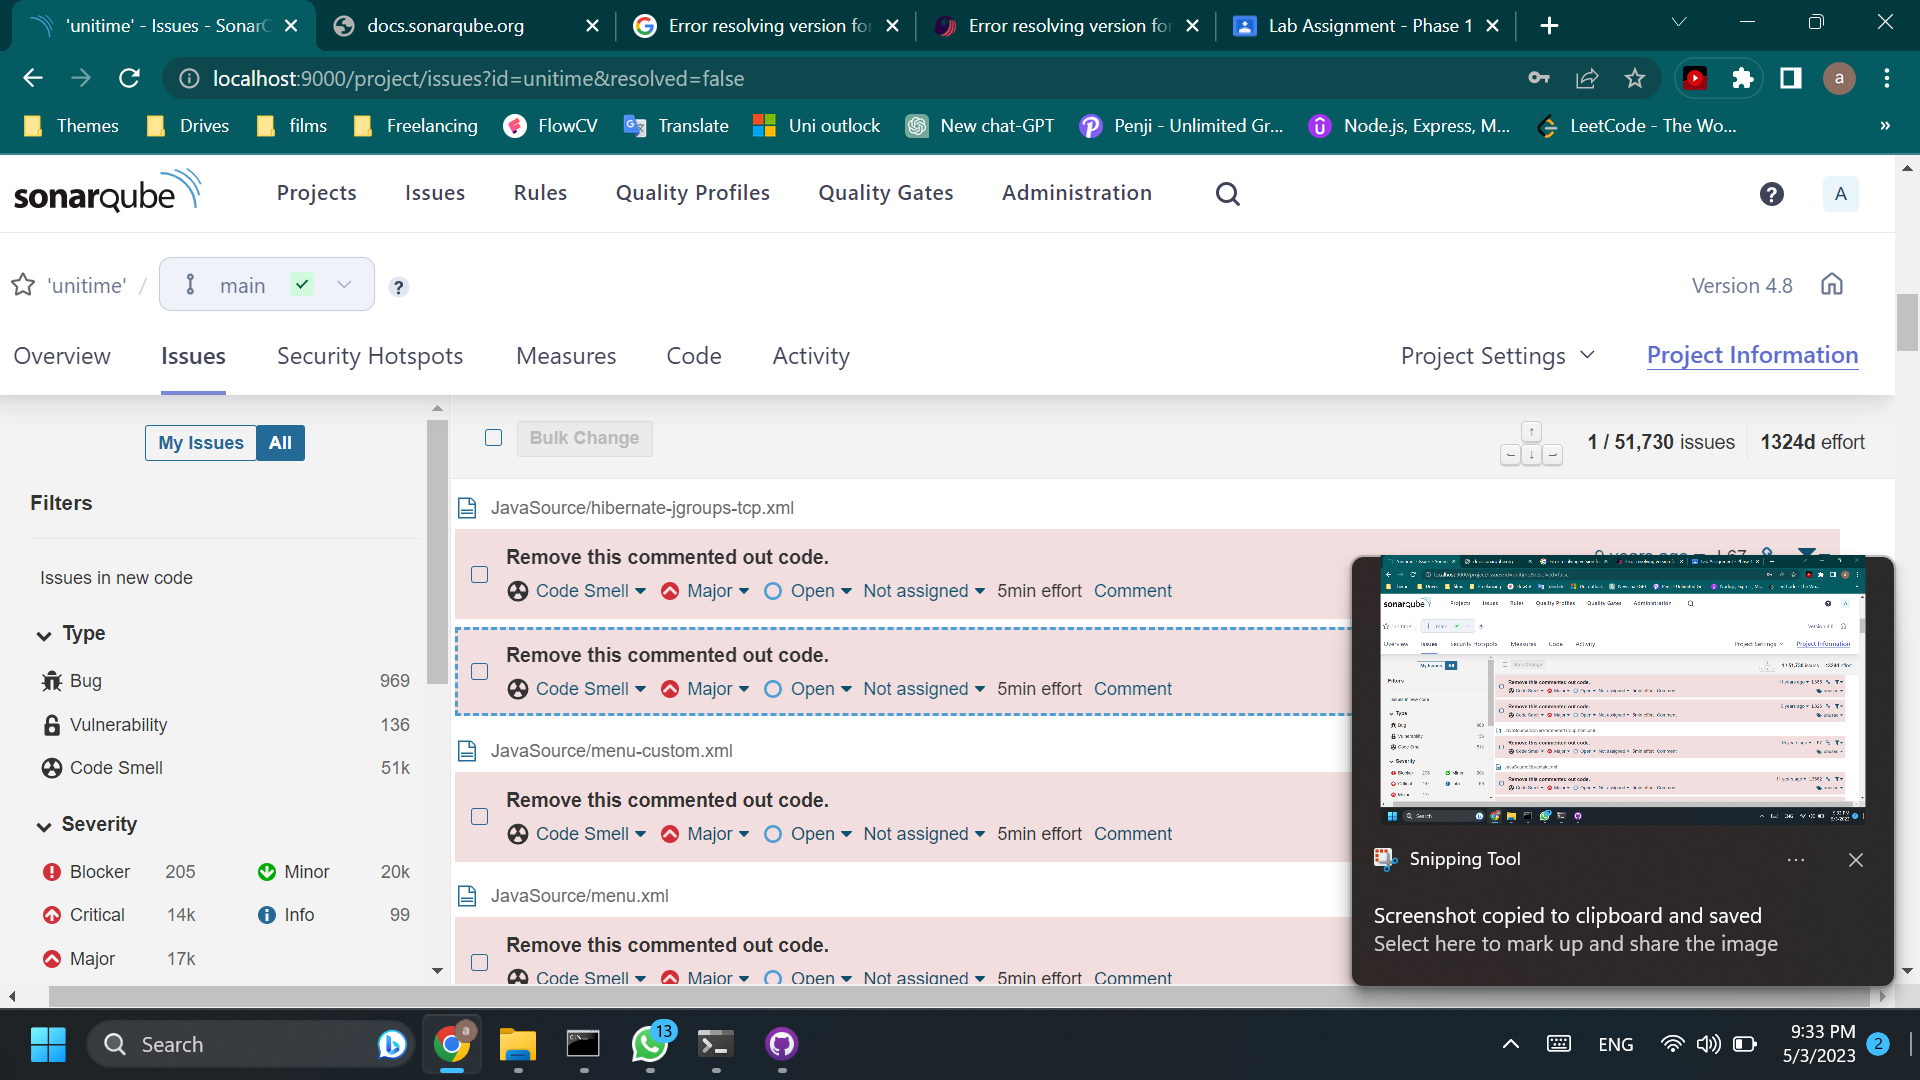 'unitime' - Issues - SonarQ
docs.sonarqube.org
Error resolving version for
Error resolving version for
Lab Assignment - Phase 1
localhost:9000/project/issues?id=unitime&resolved=false
a
Themes
Drives
films
Freelancing
FlowCV
Translate
Uni outlock
New chat-GPT
Penji - Unlimited Gr...
Node.js, Express, M...
LeetCode - The Wo...
»
sonarqube
Projects
Issues
Rules
Quality Profiles
Quality Gates
Administration
?
A
'unitime' /
main
?
Version 4.8
Overview
Issues
Security Hotspots
Measures
Code
Activity
Project Settings
Project Information
My Issues
All
Bulk Change
1 / 51,730 issues
1324d effort
Filters
Issues in new code
Type
Bug 969
Vulnerability 136
Code Smell 51k
Severity
Blocker 205
Minor 20k
Critical 14k
Info 99
Major 17k
JavaSource/hibernate-jgroups-tcp.xml
Remove this commented out code.
9 years ago L67
Code Smell Major Open Not assigned 5min effort Comment
Remove this commented out code.
Code Smell Major Open Not assigned 5min effort Comment
JavaSource/menu-custom.xml
Remove this commented out code.
Code Smell Major Open Not assigned 5min effort Comment
JavaSource/menu.xml
Remove this commented out code.
Code Smell Major Open Not assigned 5min effort Comment
Snipping Tool
Screenshot copied to clipboard and saved
Select here to mark up and share the image
Search
a
13
ENG
9:33 PM
5/3/2023
2